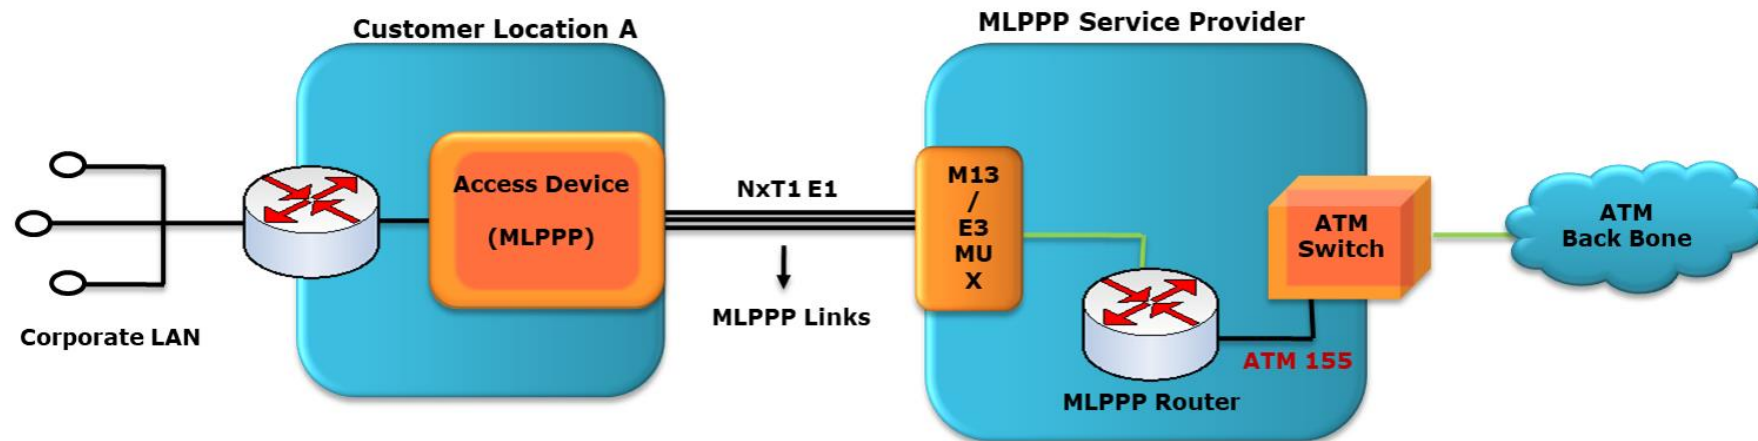 Customer Location A
MLPPP Service Provider
Access Device
(MLPPP)
NxT1 E1
MLPPP Links
M13
/
E3
MU
X
ATM
Switch
ATM
Back Bone
Corporate LAN
ATM 155
MLPPP Router